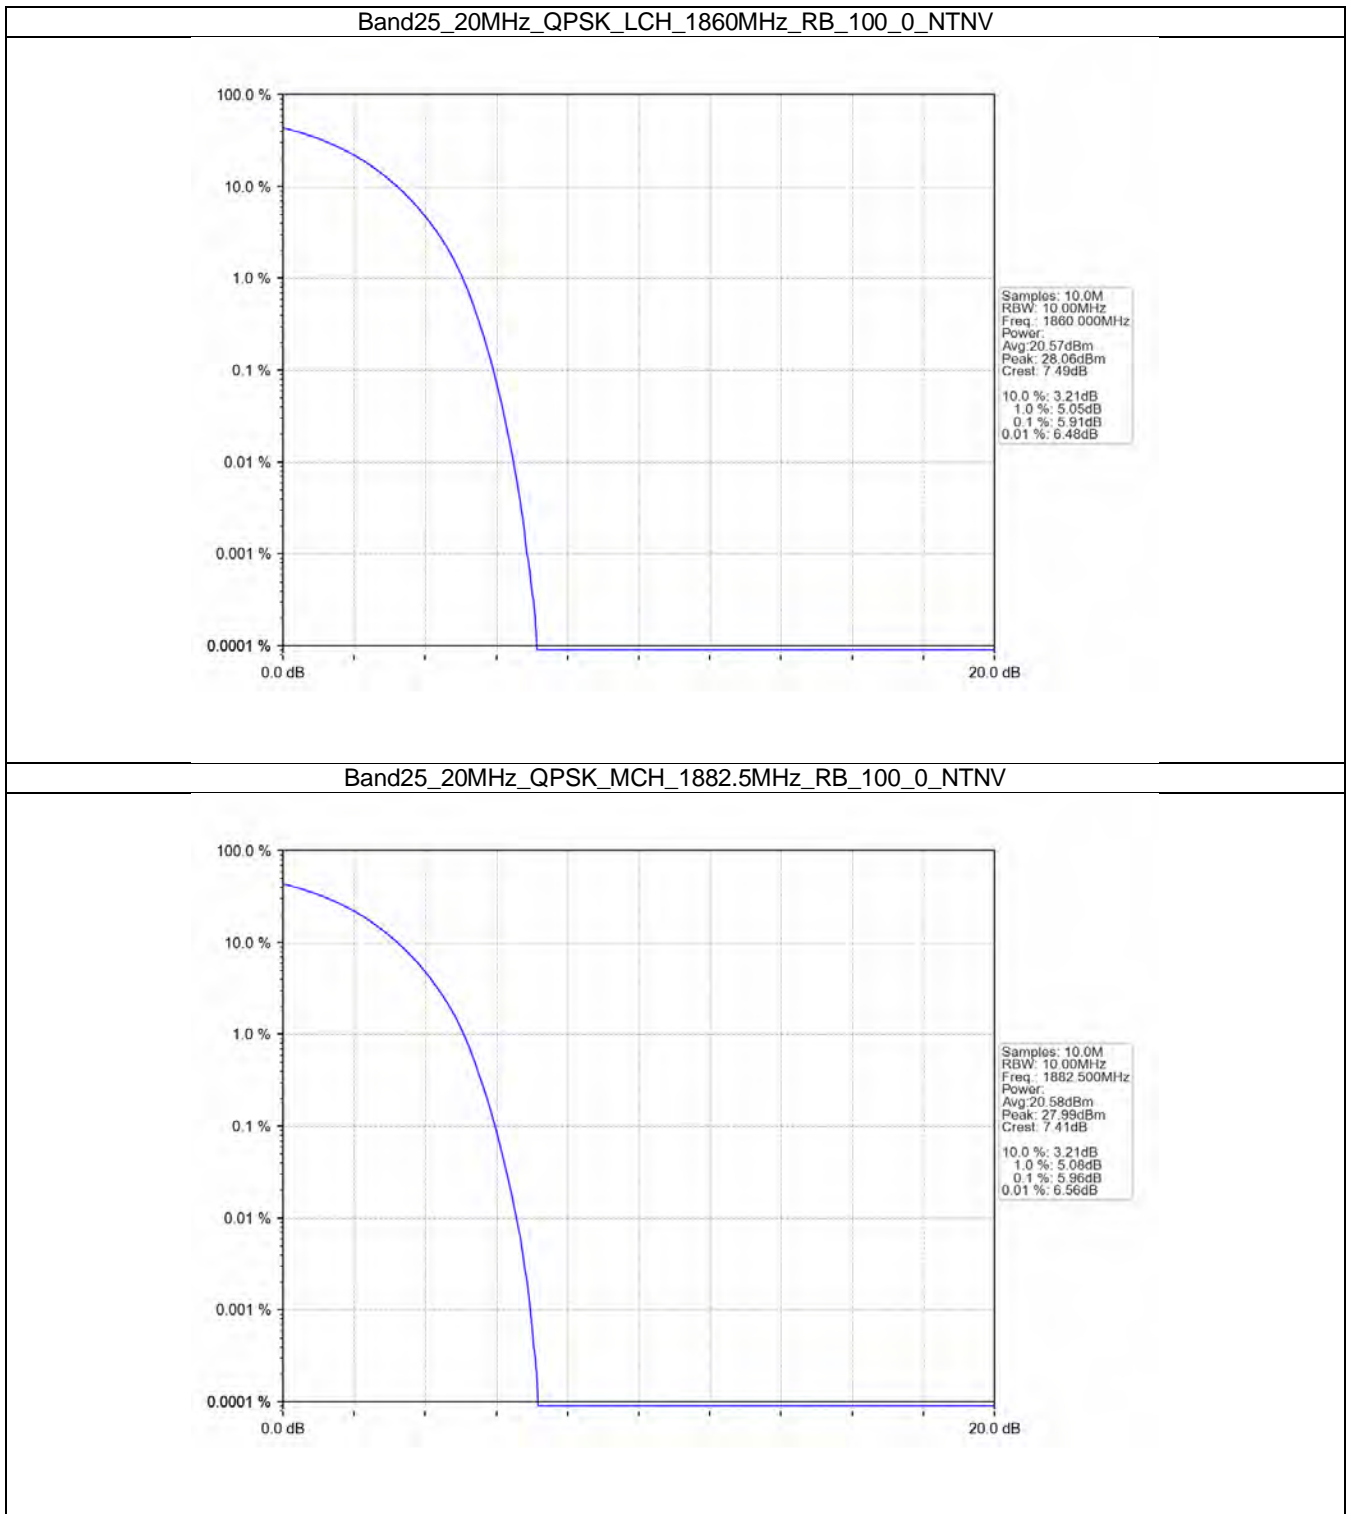 Band25_20MHz_QPSK_LCH_1860MHz_RB_100_0_NTNV
100.0 %
10.0 %
1.0 %
0.1 %
0.01 %
0.001 %
0.0001 %
0.0 dB
20.0 dB
Samples: 10.0M
RBW: 10.00MHz
Freq.: 1860.000MHz
Power:
Avg:20.57dBm
Peak: 28.06dBm
Crest: 7.49dB
10.0 %: 3.21dB
1.0 %: 5.05dB
0.1 %: 5.91dB
0.01 %: 6.48dB
Band25_20MHz_QPSK_MCH_1882.5MHz_RB_100_0_NTNV
100.0 %
10.0 %
1.0 %
0.1 %
0.01 %
0.001 %
0.0001 %
0.0 dB
20.0 dB
Samples: 10.0M
RBW: 10.00MHz
Freq.: 1882.500MHz
Power:
Avg:20.58dBm
Peak: 27.99dBm
Crest: 7.41dB
10.0 %: 3.21dB
1.0 %: 5.08dB
0.1 %: 5.96dB
0.01 %: 6.56dB